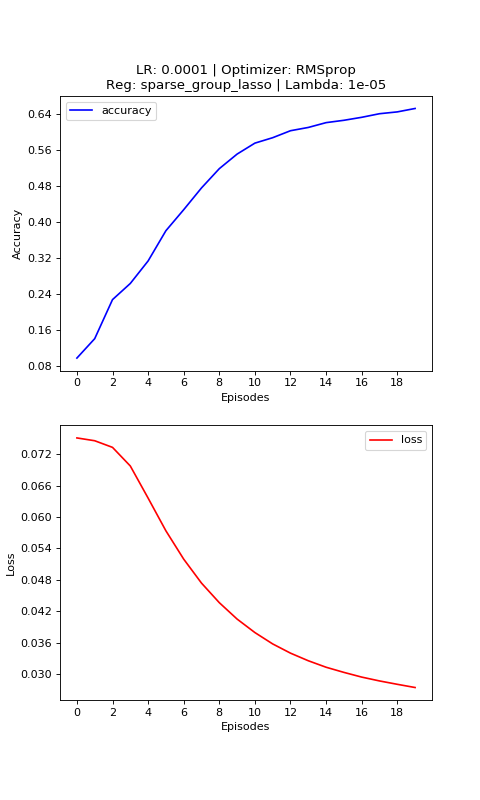 LR: 0.0001 | Optimizer: RMSprop
Reg: sparse_group_lasso | Lambda: 1e-05
accuracy
0.64
0.56
0.48
0.40
0.32
0.24
0.16
0.08
Accuracy
0 2 4 6 8 10 12 14 16 18
Episodes
loss
0.072
0.066
0.060
0.054
0.048
0.042
0.036
0.030
Loss
0 2 4 6 8 10 12 14 16 18
Episodes